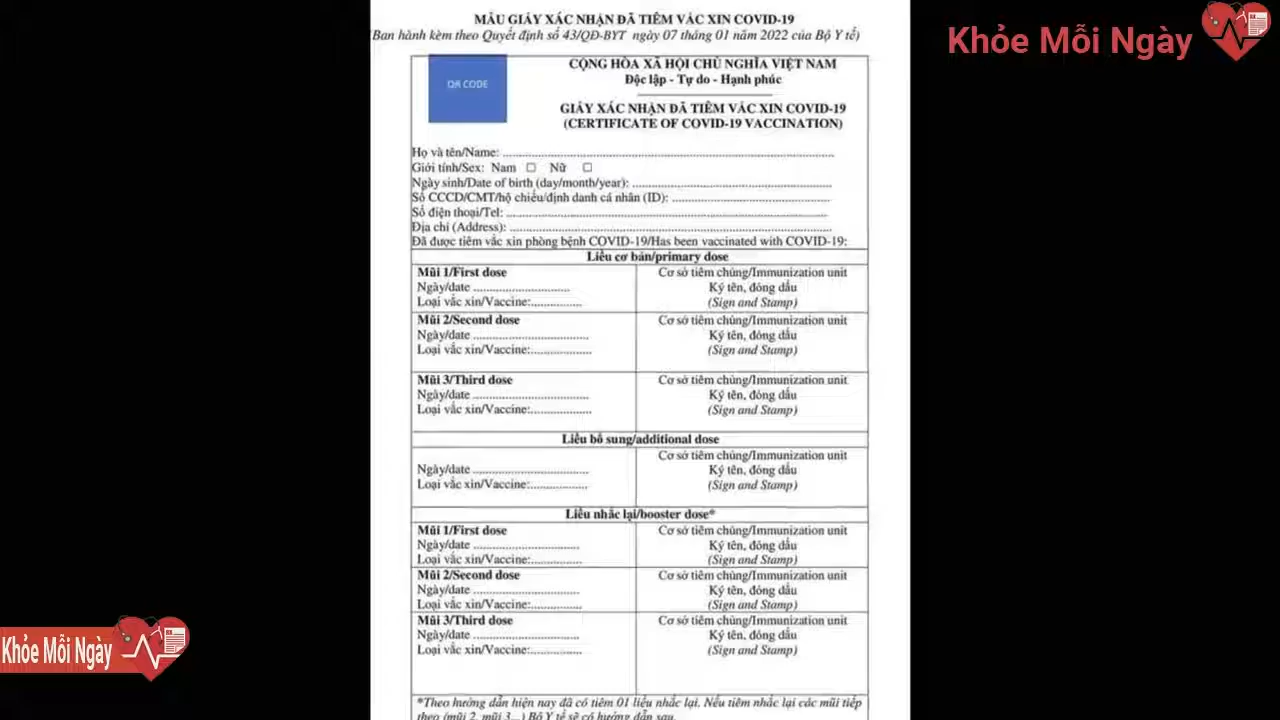 MẪU GIẤY XÁC NHẬN ĐÃ TIÊM VẮC XIN COVID-19
(Ban hành kèm theo Quyết định số 43/QĐ-BYT ngày 07 tháng 01 năm 2022 của Bộ Y tế)
Khỏe Mỗi Ngày
QR CODE
CỘNG HÒA XÃ HỘI CHỦ NGHĨA VIỆT NAM
Độc lập - Tự do - Hạnh phúc
GIẤY XÁC NHẬN ĐÃ TIÊM VẮC XIN COVID-19
(CERTIFICATE OF COVID-19 VACCINATION)
Họ và tên/Name: ....................
Giới tính/Sex: Nam ☐ Nữ ☐
Ngày sinh/Date of birth (day/month/year): ....................
Số CCCD/CMT/hộ chiếu/định danh cá nhân (ID): ....................
Số điện thoại/Tel: ....................
Địa chỉ (Address): ....................
Đã được tiêm vắc xin phòng bệnh COVID-19/Has been vaccinated with COVID-19:
Liều cơ bản/primary dose
Mũi 1/First dose
Ngày/date ....................
Loại vắc xin/Vaccine:...............
Cơ sở tiêm chủng/Immunization unit
Ký tên, đóng dấu
(Sign and Stamp)
Mũi 2/Second dose
Ngày/date ....................
Loại vắc xin/Vaccine:...............
Cơ sở tiêm chủng/Immunization unit
Ký tên, đóng dấu
(Sign and Stamp)
Mũi 3/Third dose
Ngày/date ....................
Loại vắc xin/Vaccine:...............
Cơ sở tiêm chủng/Immunization unit
Ký tên, đóng dấu
(Sign and Stamp)
Liều bổ sung/additional dose
Ngày/date ....................
Loại vắc xin/Vaccine:...............
Cơ sở tiêm chủng/Immunization unit
Ký tên, đóng dấu
(Sign and Stamp)
Liều nhắc lại/booster dose*
Mũi 1/First dose
Ngày/date ....................
Loại vắc xin/Vaccine:...............
Cơ sở tiêm chủng/Immunization unit
Ký tên, đóng dấu
(Sign and Stamp)
Mũi 2/Second dose
Ngày/date ....................
Loại vắc xin/Vaccine:...............
Cơ sở tiêm chủng/Immunization unit
Ký tên, đóng dấu
(Sign and Stamp)
Mũi 3/Third dose
Ngày/date ....................
Loại vắc xin/Vaccine:...............
Cơ sở tiêm chủng/Immunization unit
Ký tên, đóng dấu
(Sign and Stamp)
*Theo hướng dẫn hiện nay đã có tiêm 01 liều nhắc lại. Nếu tiêm nhắc lại các mũi tiếp
theo (mũi 2, mũi 3...) Bộ Y tế sẽ có hướng dẫn sau.
Khỏe Mỗi Ngày